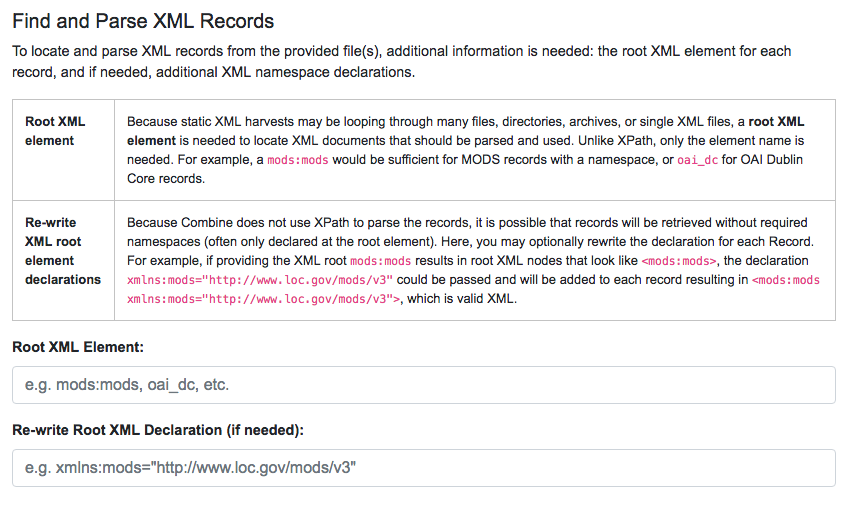 Find and Parse XML Records
To locate and parse XML records from the provided file(s), additional information is needed: the root XML element for each
record, and if needed, additional XML namespace declarations.
Root XML
element
Because static XML harvests may be looping through many files, directories, archives, or single XML files, a root XML
element is needed to locate XML documents that should be parsed and used. Unlike XPath, only the element name is
needed. For example, a mods:mods would be sufficient for MODS records with a namespace, or oai_dc for OAI Dublin
Core records.
Re-write
XML root
element
declarations
Because Combine does not use XPath to parse the records, it is possible that records will be retrieved without required
namespaces (often only declared at the root element). Here, you may optionally rewrite the declaration for each Record.
For example, if providing the XML root mods:mods results in root XML nodes that look like <mods:mods>, the declaration
xmlns:mods="http://www.loc.gov/mods/v3" could be passed and will be added to each record resulting in <mods:mods
xmlns:mods="http://www.loc.gov/mods/v3">, which is valid XML.
Root XML Element:
e.g. mods:mods, oai_dc, etc.
Re-write Root XML Declaration (if needed):
e.g. xmlns:mods="http://www.loc.gov/mods/v3"